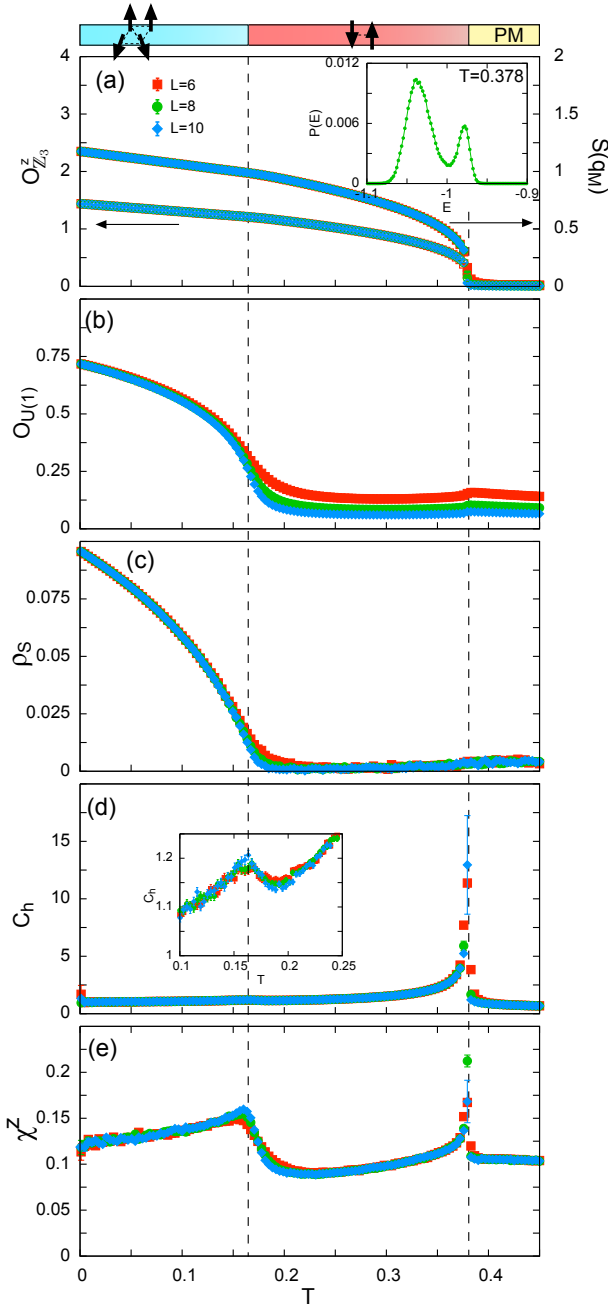 PM
(a)
4
3
2
1
0
O^z_{ℤ_3}
L=6
L=8
L=10
T=0.378
0.012
0.006
0
P(E)
-1.1
-1
-0.9
E
2
1.5
1
0.5
0
S(q_M)
(b)
0.75
0.5
0.25
0
O_{U(1)}
(c)
0.075
0.05
0.025
0
ρ_S
(d)
15
10
5
0
C_h
1.2
1.1
1
C_h
0.1
0.15
0.2
0.25
T
(e)
0.2
0.15
0.1
0.05
0
χ^z
0
0.1
0.2
0.3
0.4
T